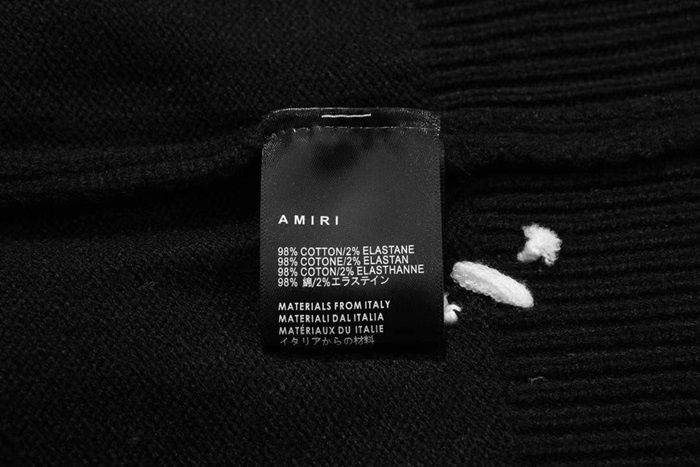 AMIRI
98% COTTON/2% ELASTANE
98% COTONE/2% ELASTAN
98% COTON/2% ELASTHANNE
98% 綿/2%エラステイン
MATERIALS FROM ITALY
MATERIALI DAL ITALIA
MATÉRIAUX DU ITALIE
イタリアからの材料